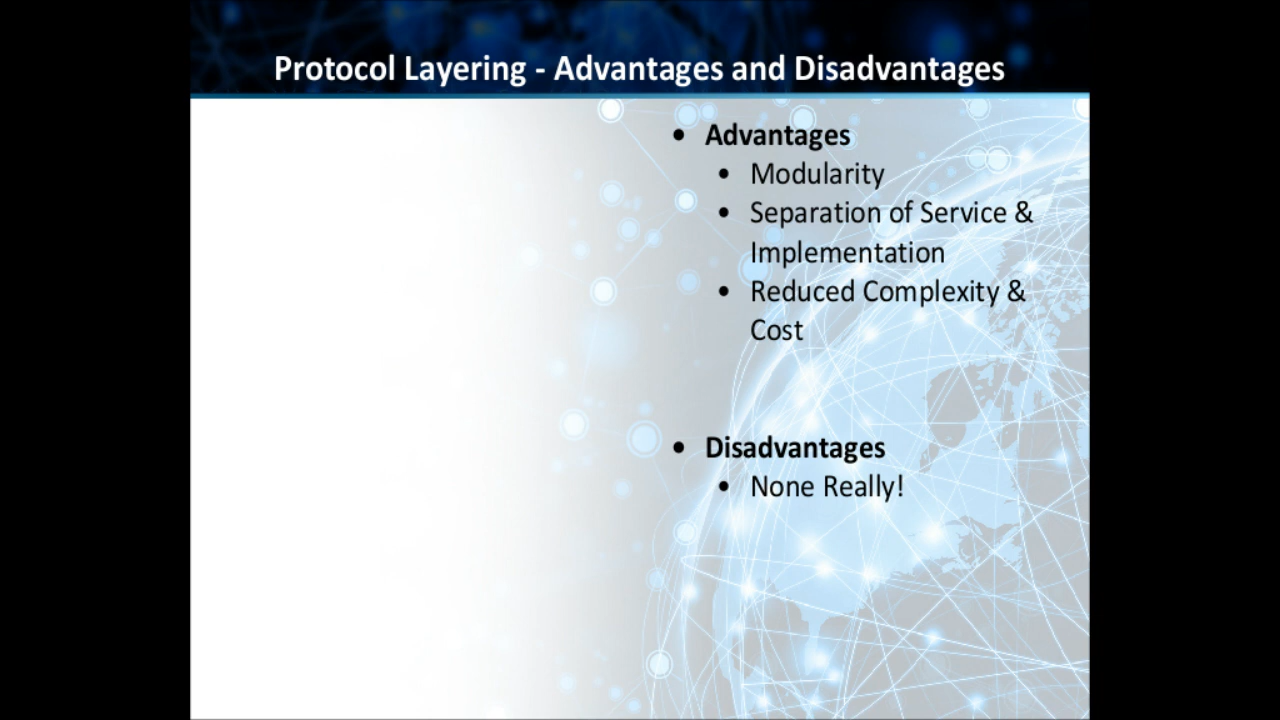 Protocol Layering - Advantages and Disadvantages
• Advantages
• Modularity
• Separation of Service &
Implementation
• Reduced Complexity &
Cost
• Disadvantages
• None Really!